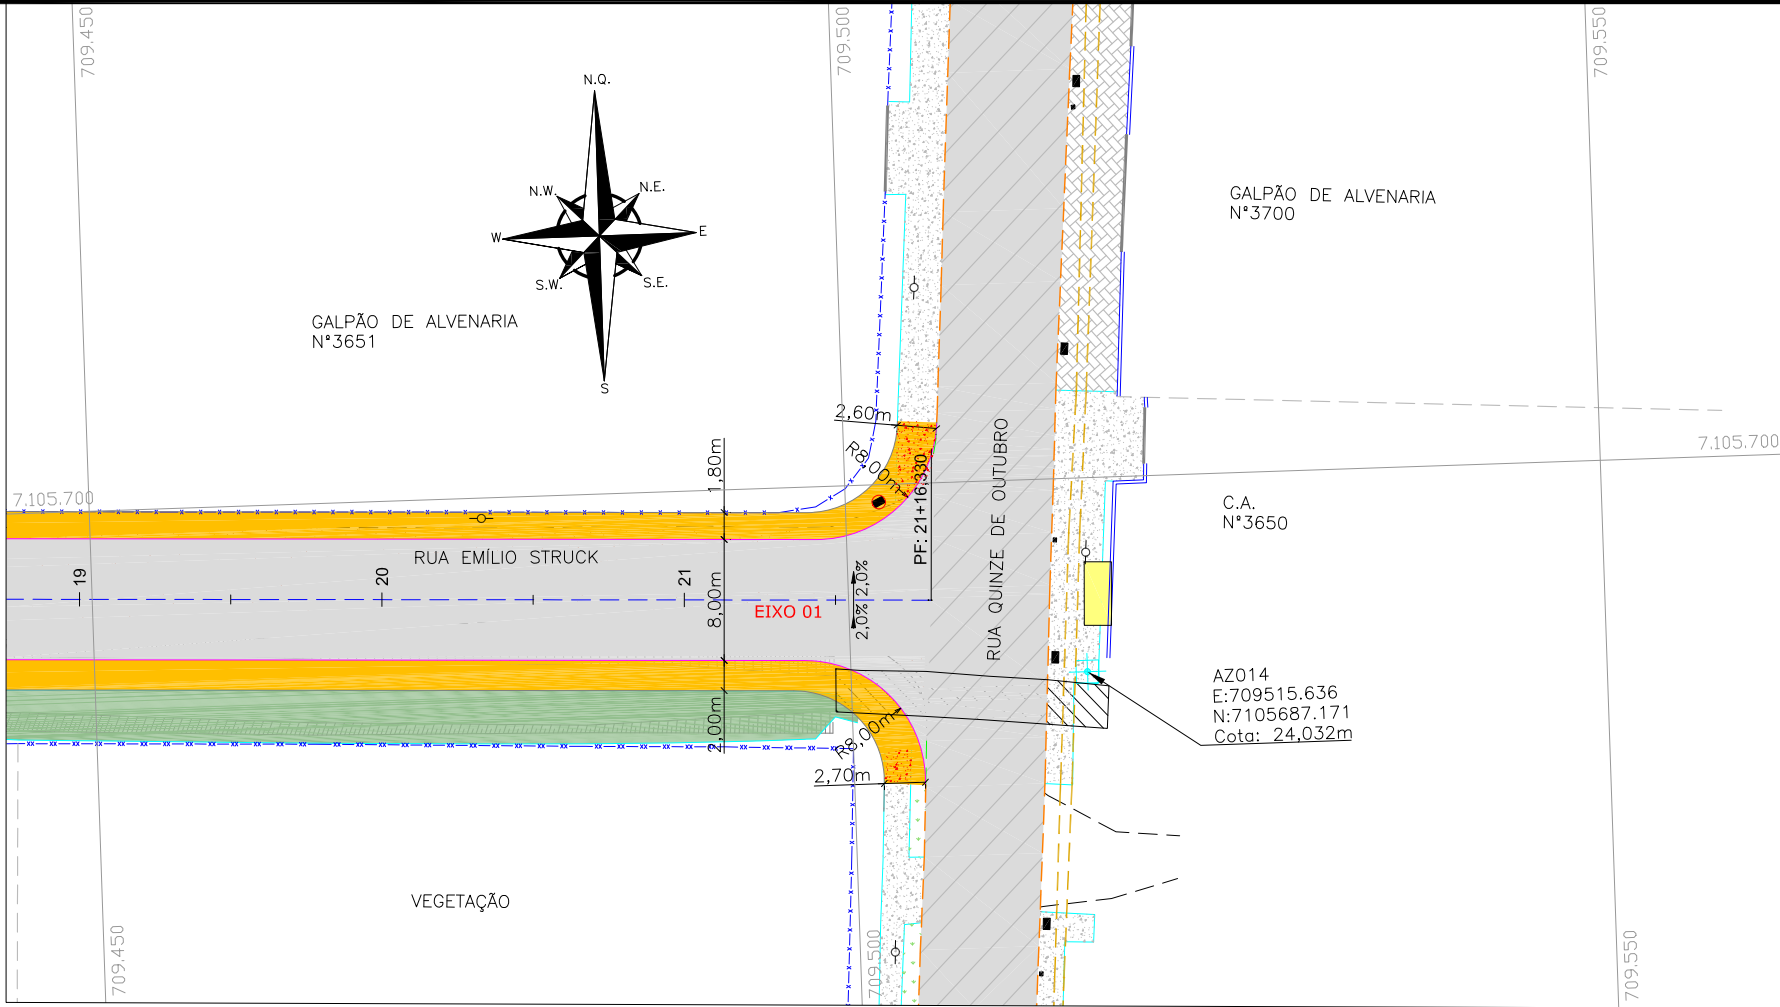 709.450
709.500
709.550
N.Q.
N.W.
N.E.
W
E
S.W.
S.E.
S
GALPÃO DE ALVENARIA
N°3700
GALPÃO DE ALVENARIA
N°3651
2,60m
R8,00m
1,80m
PF: 21+16,330
RUA QUINZE DE OUTUBRO
7.105.700
7.105.700
C.A.
N°3650
RUA EMÍLIO STRUCK
19
20
21
8,00m
EIXO 01
2,0%
2,0%
AZ014
E:709515.636
N:7105687.171
Cota: 24,032m
2,00m
R8,00m
2,70m
VEGETAÇÃO
709.450
709.500
709.550